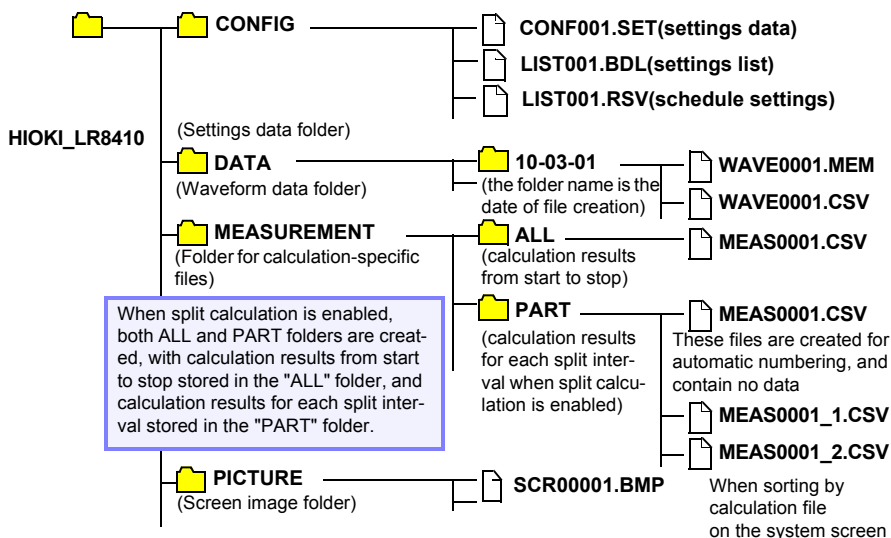 CONFIG
CONF001.SET(settings data)
LIST001.BDL(settings list)
LIST001.RSV(schedule settings)
HIOKI_LR8410
(Settings data folder)
DATA
(Waveform data folder)
10-03-01
(the folder name is the
date of file creation)
WAVE0001.MEM
WAVE0001.CSV
MEASUREMENT
(Folder for calculation-specific
files)
ALL
(calculation results
from start to stop)
MEAS0001.CSV
When split calculation is enabled,
both ALL and PART folders are creat-
ed, with calculation results from start
to stop stored in the "ALL" folder, and
calculation results for each split inter-
val stored in the "PART" folder.
PART
(calculation results
for each split inter-
val when split calcu-
lation is enabled)
MEAS0001.CSV
These files are created for
automatic numbering, and
contain no data
MEAS0001_1.CSV
MEAS0001_2.CSV
When sorting by
calculation file
on the system screen
PICTURE
(Screen image folder)
SCR00001.BMP